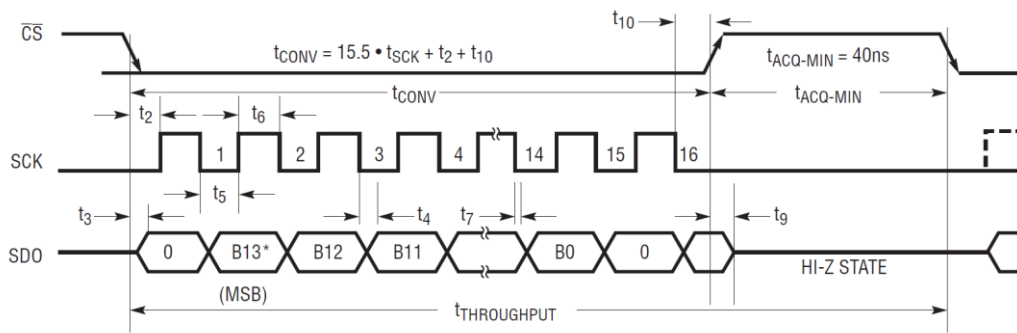 t10
CS
tCONV = 15.5 • tSCK + t2 + t10
tACQ-MIN = 40ns
tCONV
tACQ-MIN
t2
t6
SCK
1
2
3
4
14
15
16
t5
t3
t4
t7
t9
SDO
0
B13*
B12
B11
B0
0
HI-Z STATE
(MSB)
tTHROUGHPUT